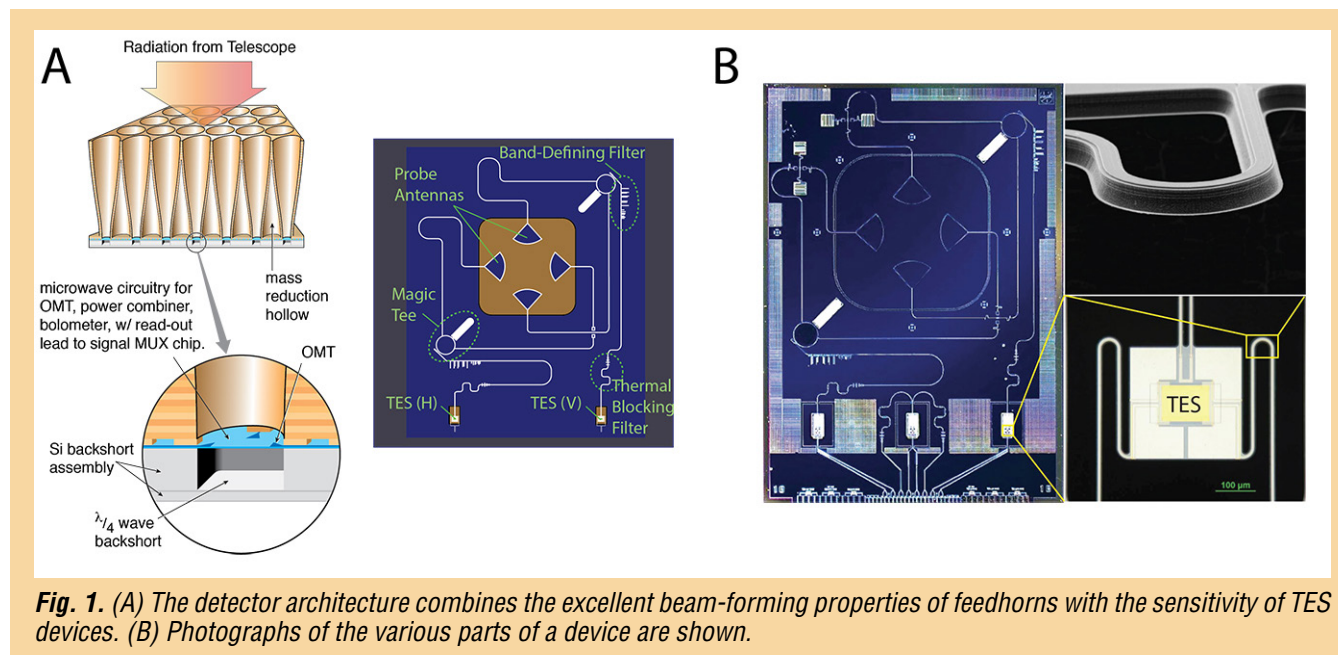 A
Radiation from Telescope
mass
reduction
hollow
microwave circuitry for
OMT, power combiner,
bolometer, w/ read-out
lead to signal MUX chip.
OMT
Si backshort
assembly
λ/4 wave
backshort
Band-Defining Filter
Probe
Antennas
Magic
Tee
Thermal
Blocking
Filter
TES (H)
TES (V)
B
TES
100 µm
Fig. 1. (A) The detector architecture combines the excellent beam-forming properties of feedhorns with the sensitivity of TES
devices. (B) Photographs of the various parts of a device are shown.